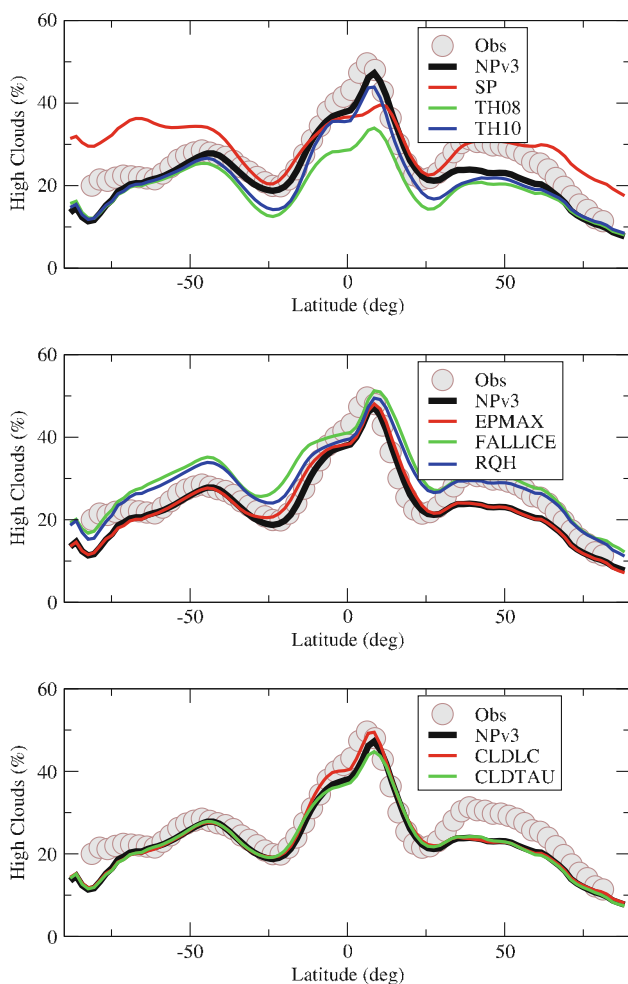 60
40
20
0
High Clouds (%)
Obs
NPv3
SP
TH08
TH10
-50
0
50
Latitude (deg)
60
40
20
0
High Clouds (%)
Obs
NPv3
EPMAX
FALLICE
RQH
-50
0
50
Latitude (deg)
60
40
20
0
High Clouds (%)
Obs
NPv3
CLDLC
CLDTAU
-50
0
50
Latitude (deg)